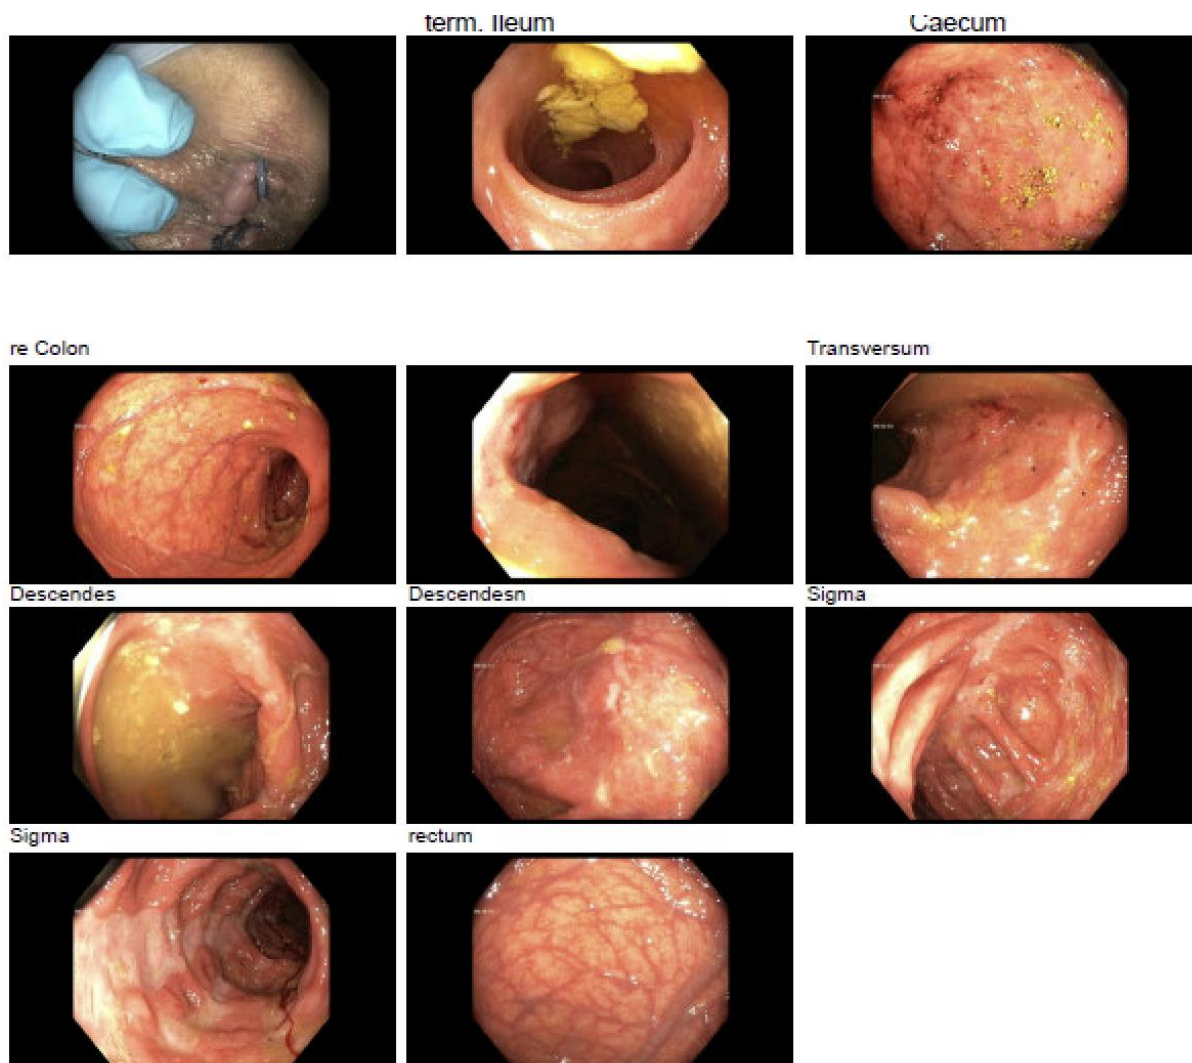 term. Ileum
Caecum
re Colon
Transversum
Descendes
Descendesn
Sigma
Sigma
rectum